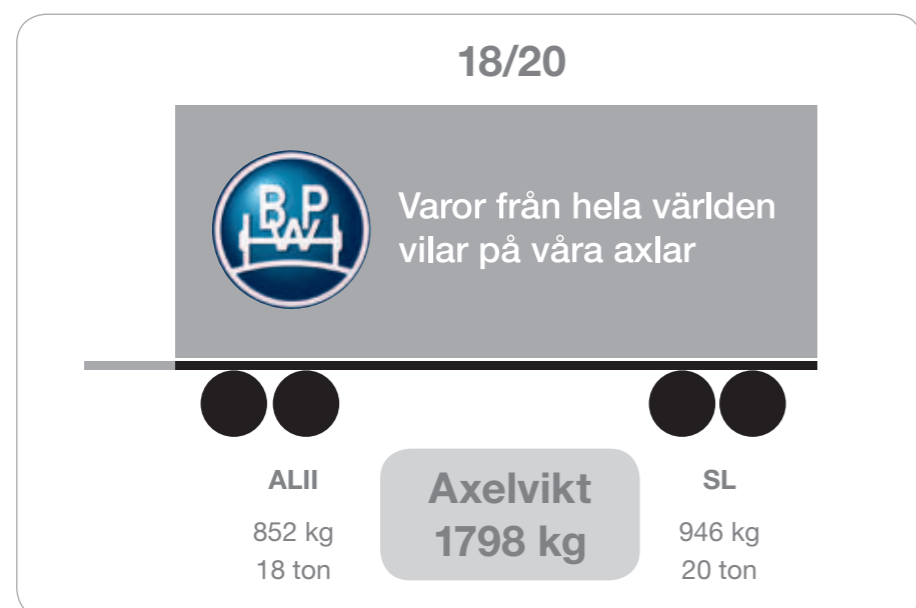 18/20
BPW
Varor från hela världen
vilar på våra axlar
ALII
852 kg
18 ton
Axelvikt
1798 kg
SL
946 kg
20 ton